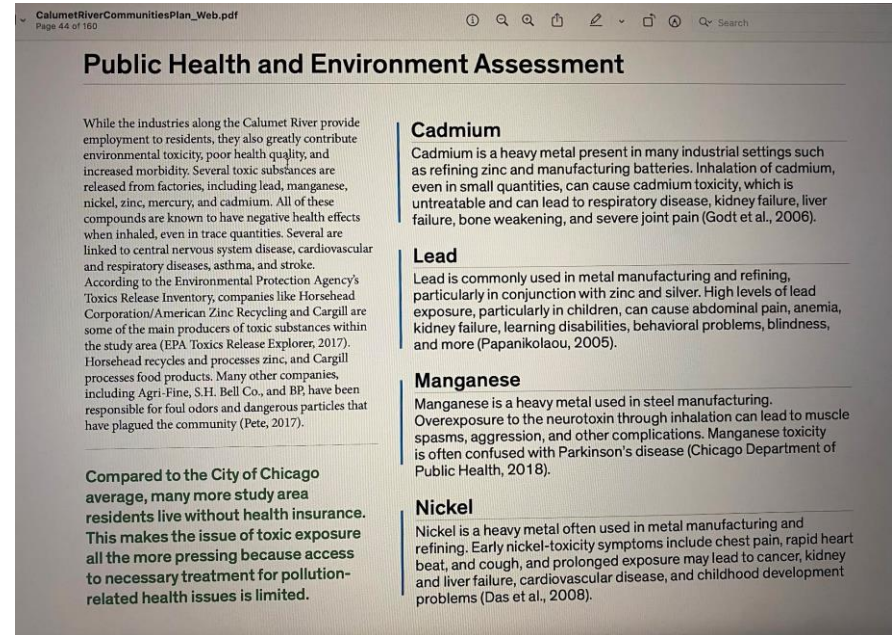 CalumetRiverCommunitiesPlan_Web.pdf
Page 44 of 160
Search
Public Health and Environment Assessment
While the industries along the Calumet River provide
employment to residents, they also greatly contribute
environmental toxicity, poor health quality, and
increased morbidity. Several toxic substances are
released from factories, including lead, manganese,
nickel, zinc, mercury, and cadmium. All of these
compounds are known to have negative health effects
when inhaled, even in trace quantities. Several are
linked to central nervous system disease, cardiovascular
and respiratory diseases, asthma, and stroke.
According to the Environmental Protection Agency's
Toxics Release Inventory, companies like Horsehead
Corporation/American Zinc Recycling and Cargill are
some of the main producers of toxic substances within
the study area (EPA Toxics Release Explorer, 2017).
Horsehead recycles and processes zinc, and Cargill
processes food products. Many other companies,
including Agri-Fine, S.H. Bell Co., and BP, have been
responsible for foul odors and dangerous particles that
have plagued the community (Pete, 2017).
Compared to the City of Chicago
average, many more study area
residents live without health insurance.
This makes the issue of toxic exposure
all the more pressing because access
to necessary treatment for pollution-
related health issues is limited.
Cadmium
Cadmium is a heavy metal present in many industrial settings such
as refining zinc and manufacturing batteries. Inhalation of cadmium,
even in small quantities, can cause cadmium toxicity, which is
untreatable and can lead to respiratory disease, kidney failure, liver
failure, bone weakening, and severe joint pain (Godt et al., 2006).
Lead
Lead is commonly used in metal manufacturing and refining,
particularly in conjunction with zinc and silver. High levels of lead
exposure, particularly in children, can cause abdominal pain, anemia,
kidney failure, learning disabilities, behavioral problems, blindness,
and more (Papanikolaou, 2005).
Manganese
Manganese is a heavy metal used in steel manufacturing.
Overexposure to the neurotoxin through inhalation can lead to muscle
spasms, aggression, and other complications. Manganese toxicity
is often confused with Parkinson's disease (Chicago Department of
Public Health, 2018).
Nickel
Nickel is a heavy metal often used in metal manufacturing and
refining. Early nickel-toxicity symptoms include chest pain, rapid heart
beat, and cough, and prolonged exposure may lead to cancer, kidney
and liver failure, cardiovascular disease, and childhood development
problems (Das et al., 2008).